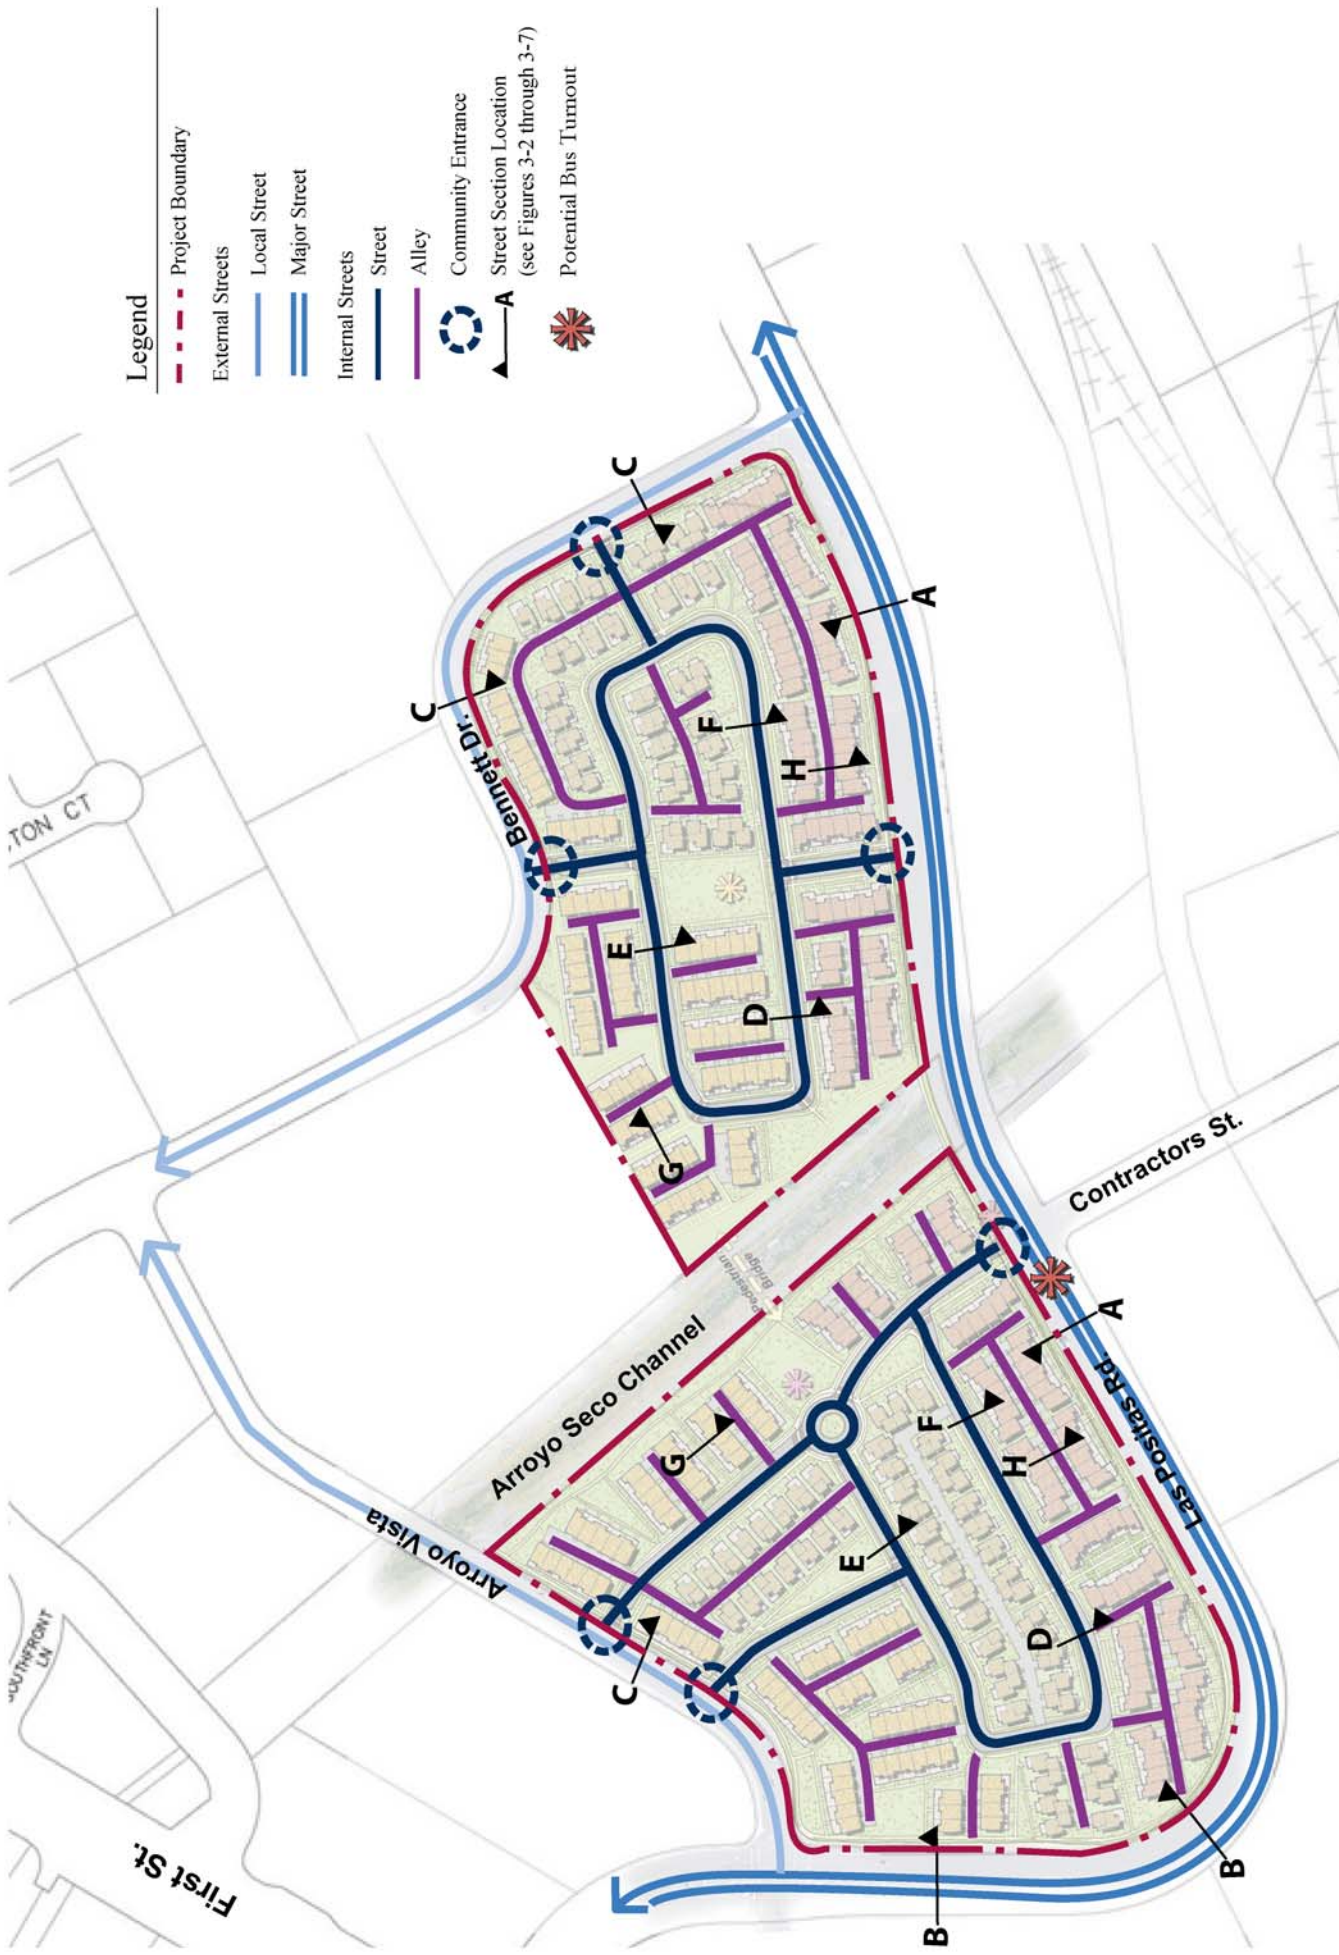 Legend
Project Boundary
External Streets
Local Street
Major Street
Internal Streets
Street
Alley
Community Entrance
A Street Section Location
(see Figures 3-2 through 3-7)
Potential Bus Turnout
TON CT
Bennett Dr.
C
C
A
F
H
E
D
G
Contractors St.
Pedestrian
Bridge
Arroyo Seco Channel
Arroyo Vista
Las Positas Rd.
A
F
H
G
E
D
C
B
B
First St.
LN